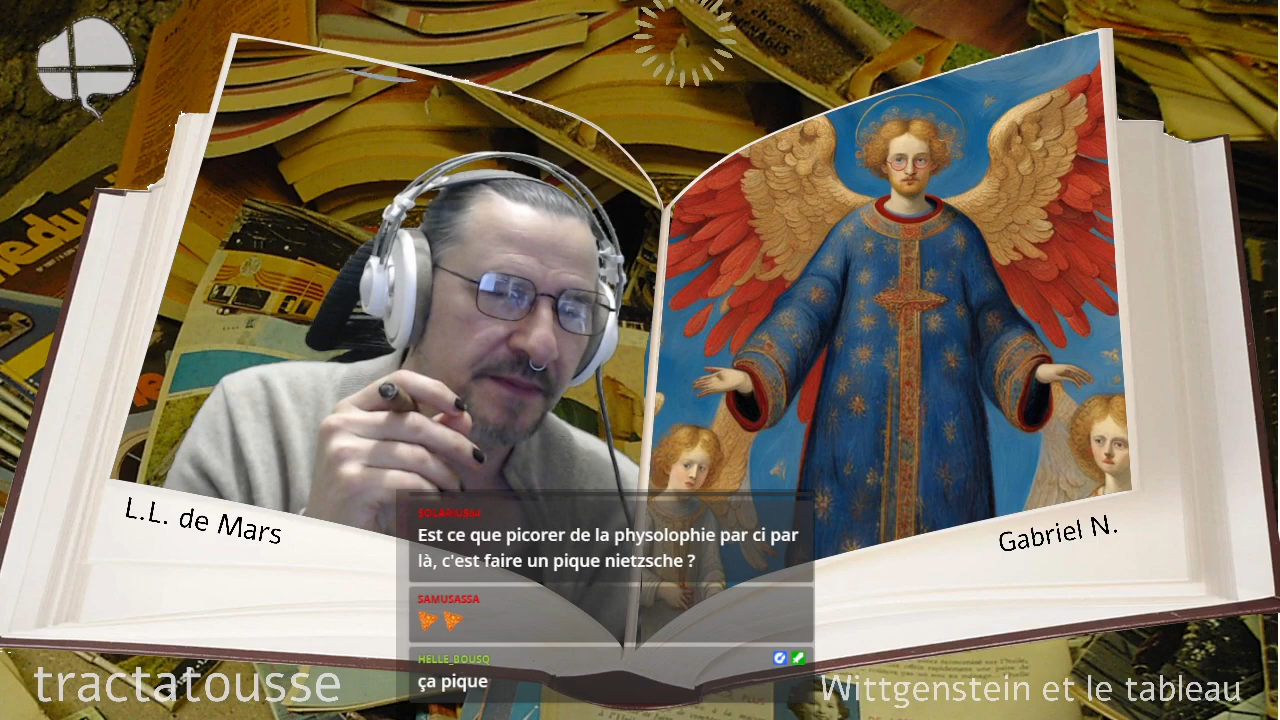 L.L. de Mars
Gabriel N.
SOLARIUS64
Est ce que picorer de la physolophie par ci par
là, c'est faire un pique nietzsche ?
SAMUSASSA
HELLE_BOUSQ
ça pique
tractatousse
Wittgenstein et le tableau